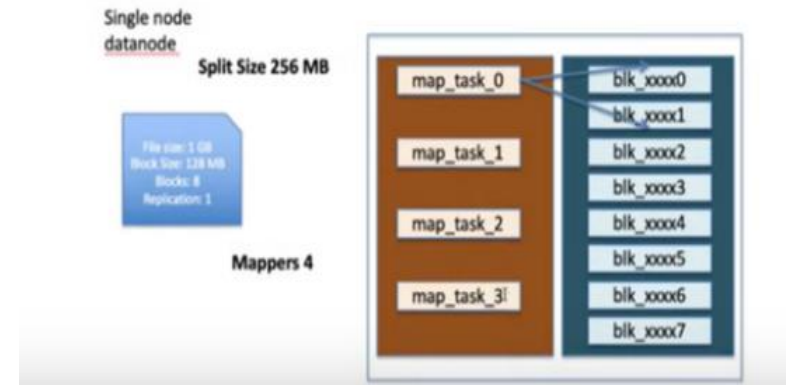 Single node
datanode
Split Size 256 MB
File size: 1 GB
Block Size: 128 MB
Blocks: 8
Replication: 1
Mappers 4
map_task_0
map_task_1
map_task_2
map_task_3
blk_xxxx0
blk_xxxx1
blk_xxxx2
blk_xxxx3
blk_xxxx4
blk_xxxx5
blk_xxxx6
blk_xxxx7